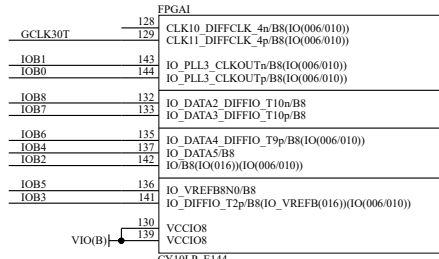 FPGAI
128 CLK10_DIFFCLK_4n/B8(IO(006/010))
GCLK30T 129 CLK11_DIFFCLK_4p/B8(IO(006/010))
IOB1 143 IO_PLL3_CLKOUTn/B8(IO(006/010))
IOB0 144 IO_PLL3_CLKOUTp/B8(IO(006/010))
IOB8 132 IO_DATA2_DIFFIO_T10n/B8
IOB7 133 IO_DATA3_DIFFIO_T10p/B8
IOB6 135 IO_DATA4_DIFFIO_T9p/B8(IO(006/010))
IOB4 137 IO_DATA5/B8
IOB2 142 IO/B8(IO(016))(IO(006/010))
IOB5 136 IO_VREFB8N0/B8
IOB3 141 IO_DIFFIO_T2p/B8(IO_VREFB(016))(IO(006/010))
130 VCCIO8
VIO(B) 139 VCCIO8
CY10LP_E144